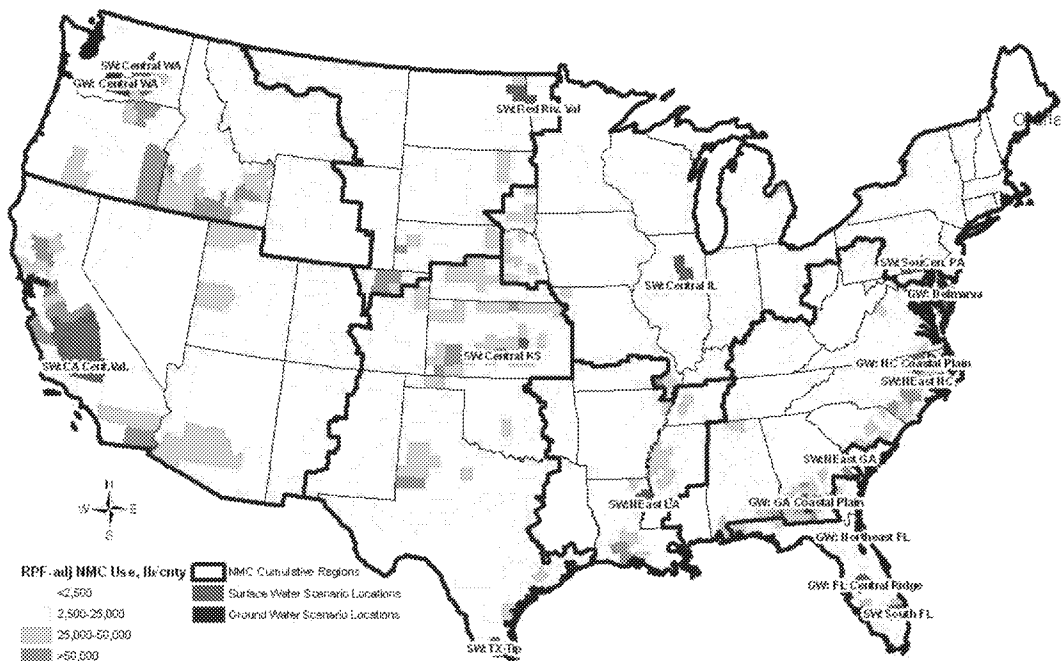 SW: Central WA
GW: Central WA
SW: Red Riv. Val
SW: SouCen. PA
SW: Central IL
GW: Delmarva
SW: Central KS
GW: NC Coastal Plain
SW: CA Cent. Val.
SW: NEast NC
SW: NEast GA
SW: NEast LA
GW: GA Coastal Plain
GW: Northeast FL
GW: FL Central Ridge
SW: South FL
SW: TX Tip
N
W E
S
RPF-adj NMC Use, lb/cnty
<2,500
2,500-25,000
25,000-50,000
>50,000
NMC Cumulative Regions
Surface Water Scenario Locations
Ground Water Scenario Locations